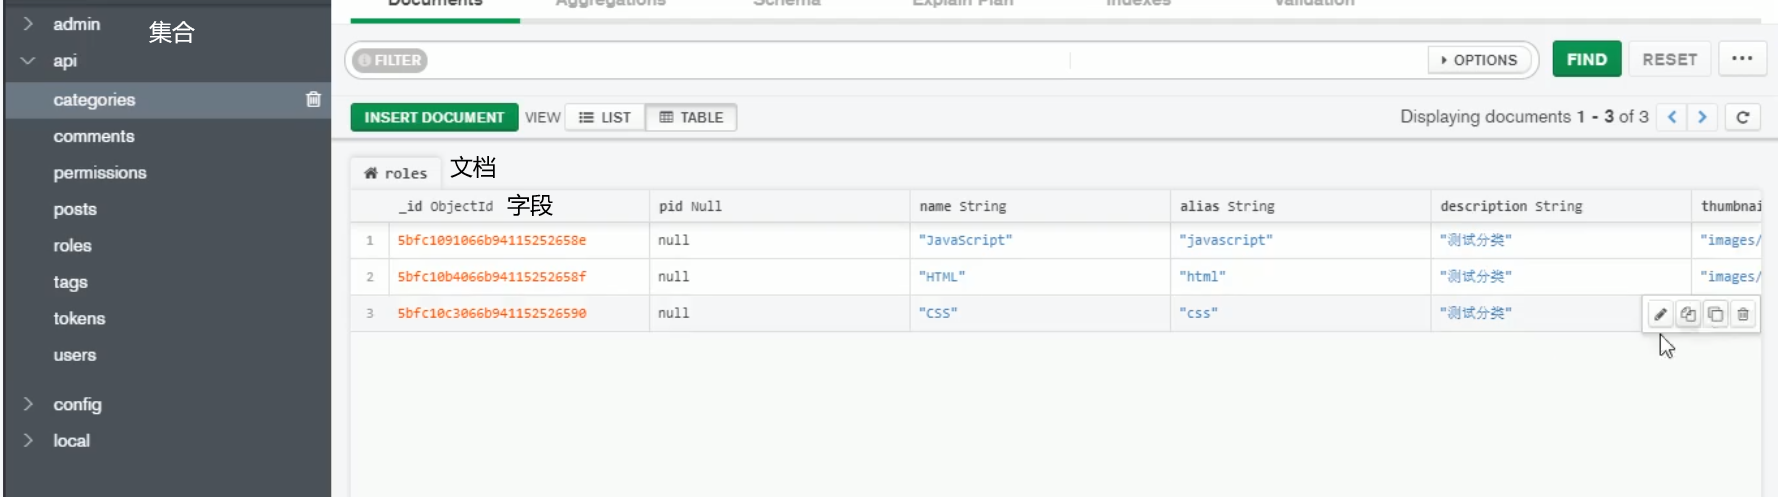 Documents
Aggregations
Schema
Explain Plan
Indexes
Validation
admin
集合
api
categories
comments
permissions
posts
roles
tags
tokens
users
config
local
FILTER
OPTIONS
FIND
RESET
INSERT DOCUMENT
VIEW
LIST
TABLE
Displaying documents 1 - 3 of 3
roles
文档
_id ObjectId 字段 pid Null name String alias String description String thumbnai
1 5bfc1091066b94115252658e null "JavaScript" "javascript" "测试分类" "images/
2 5bfc10b4066b94115252658f null "HTML" "html" "测试分类" "images/
3 5bfc10c3066b941152526590 null "CSS" "css" "测试分类"